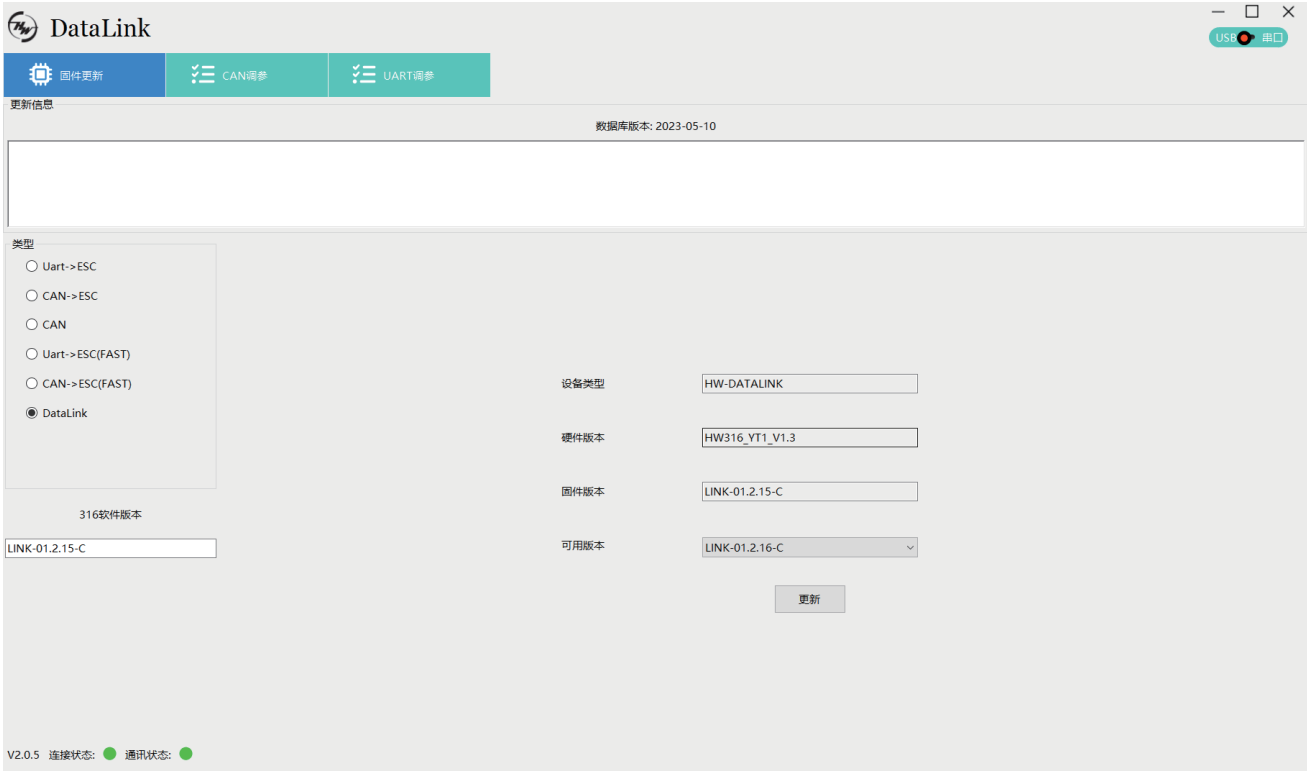 HW DataLink
USB 串口
固件更新 CAN调参 UART调参
更新信息
数据库版本: 2023-05-10
类型
Uart->ESC
CAN->ESC
CAN
Uart->ESC(FAST)
CAN->ESC(FAST)
DataLink
316软件版本
LINK-01.2.15-C
设备类型 HW-DATALINK
硬件版本 HW316_YT1_V1.3
固件版本 LINK-01.2.15-C
可用版本 LINK-01.2.16-C
更新
V2.0.5 连接状态: 通讯状态: